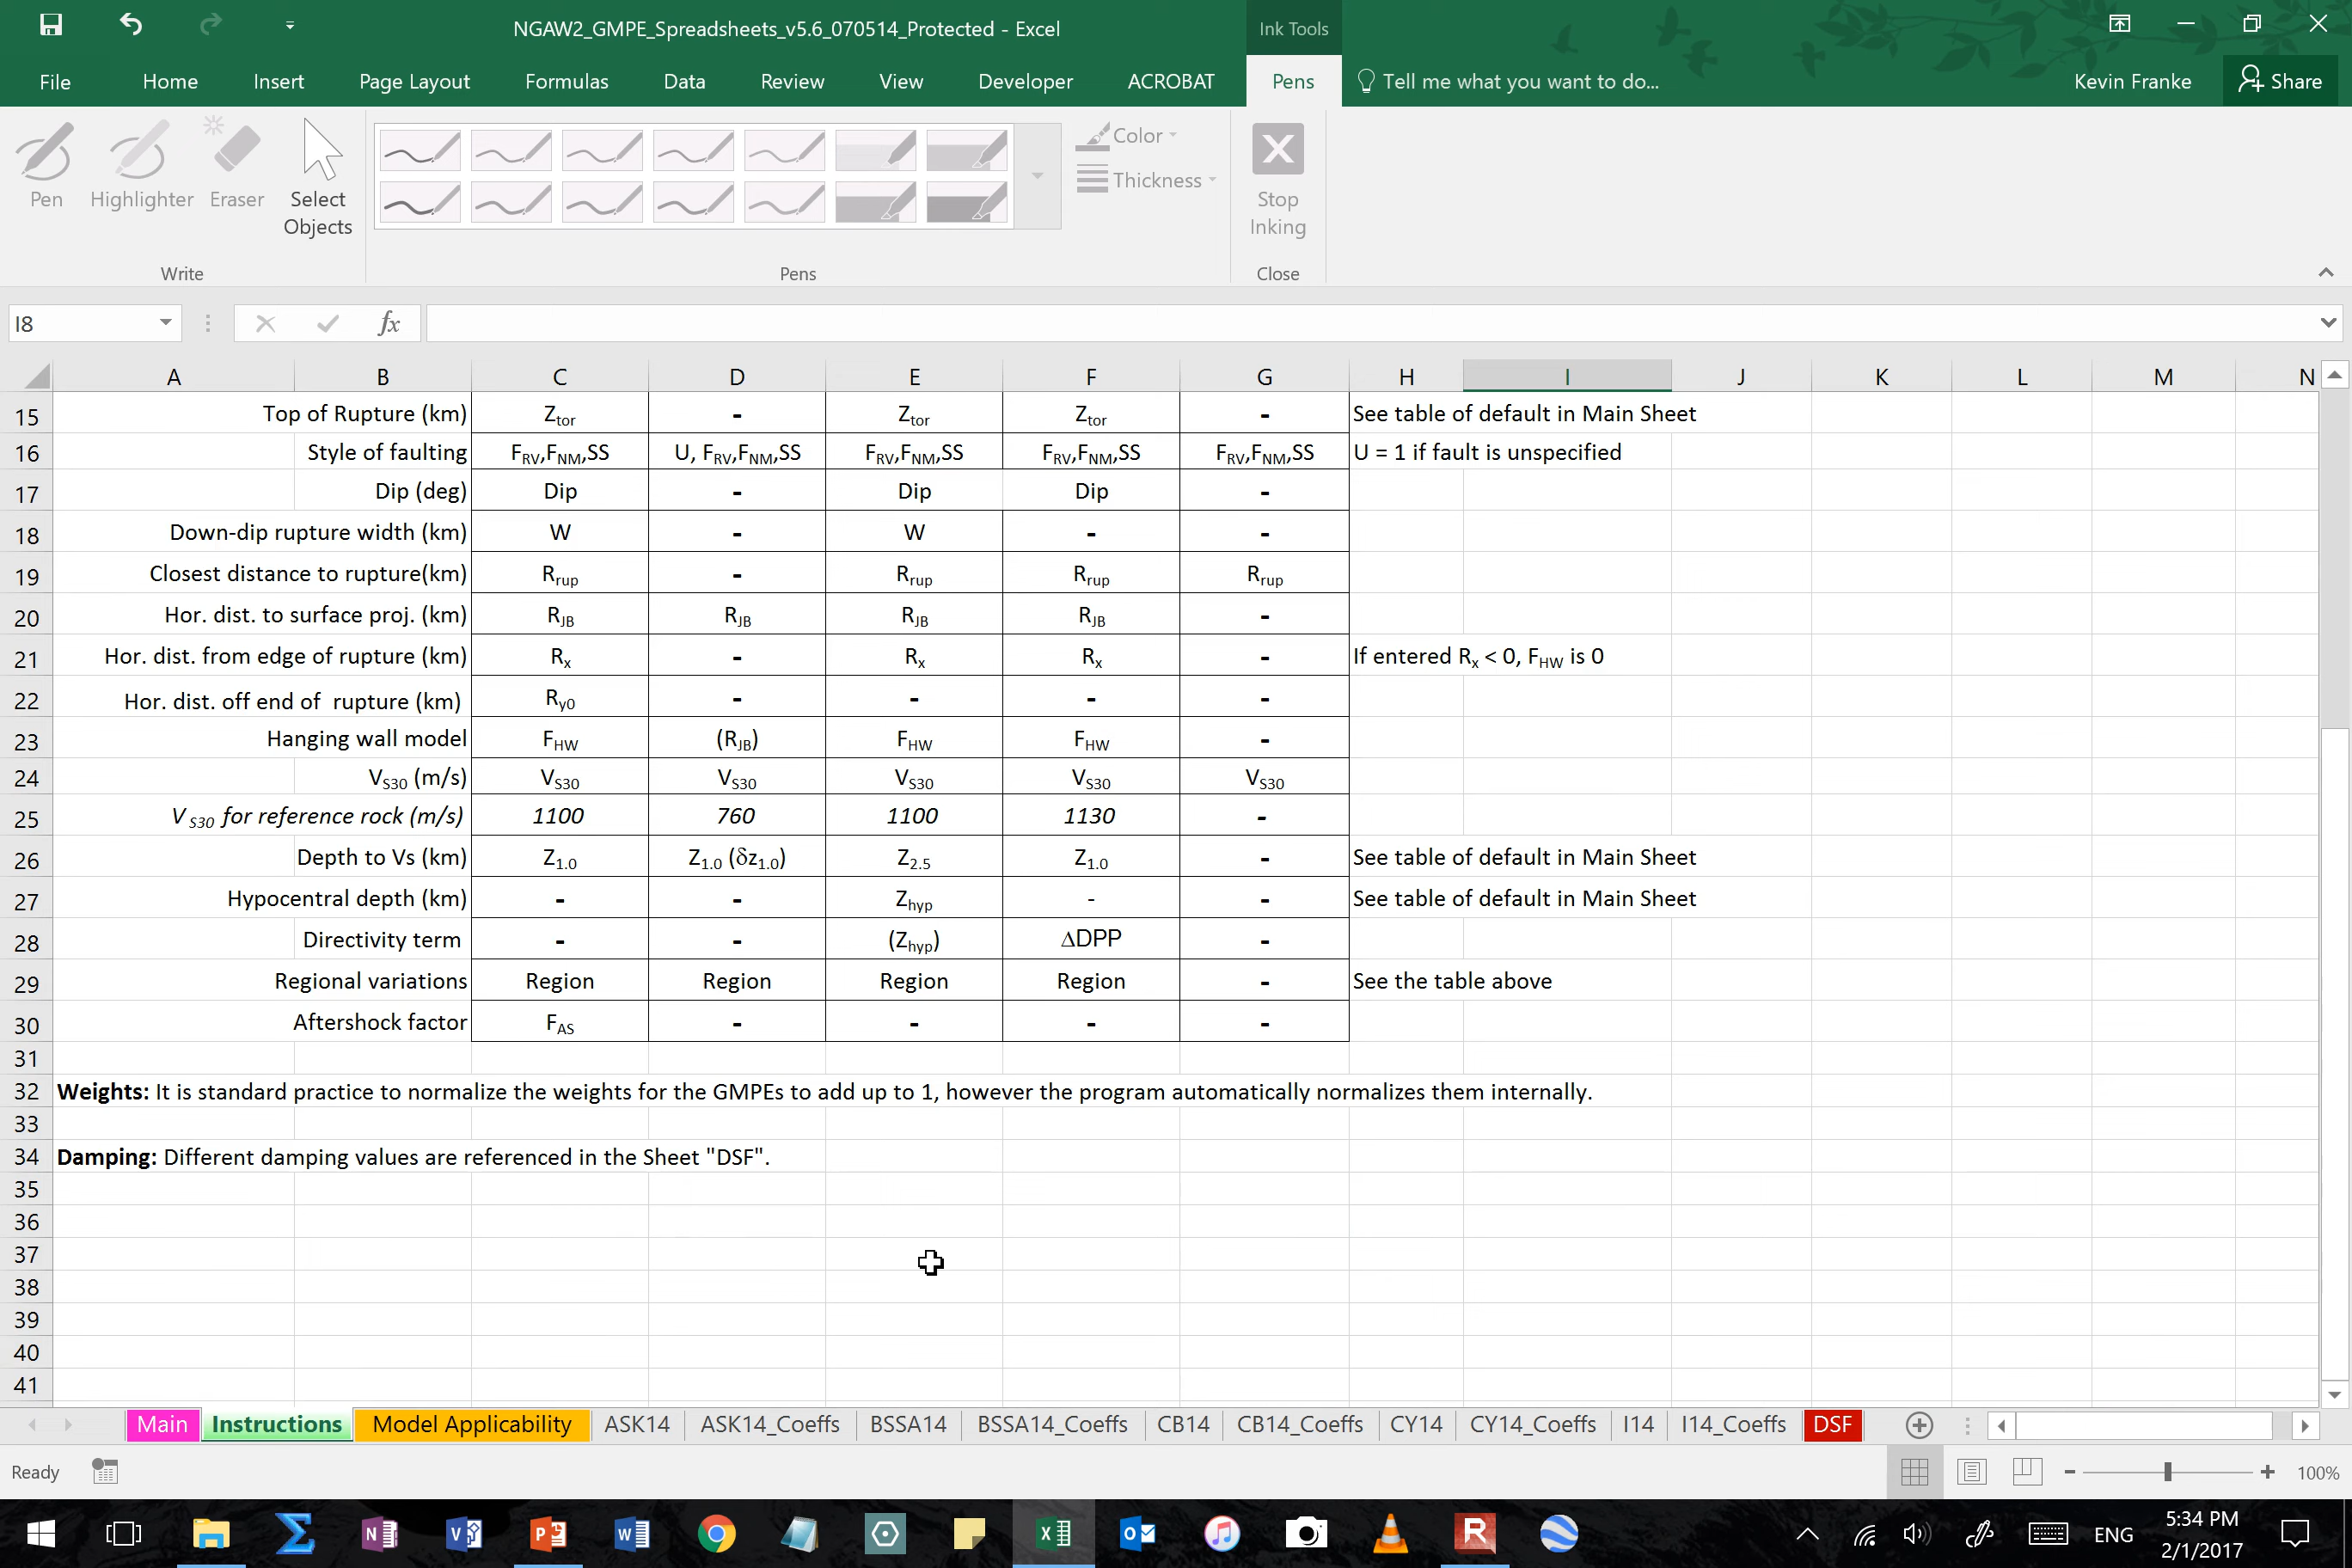 NGAW2_GMPE_Spreadsheets_v5.6_070514_Protected - Excel
Ink Tools
File Home Insert Page Layout Formulas Data Review View Developer ACROBAT Pens Tell me what you want to do... Kevin Franke Share
Pen Highlighter Eraser Select Objects
Color
Thickness
Stop Inking
Write Pens Close
I8 fx
A B C D E F G H I J K L M N
15 Top of Rupture (km) Ztor - Ztor Ztor - See table of default in Main Sheet
16 Style of faulting FRV,FNM,SS U, FRV,FNM,SS FRV,FNM,SS FRV,FNM,SS FRV,FNM,SS U = 1 if fault is unspecified
17 Dip (deg) Dip - Dip Dip -
18 Down-dip rupture width (km) W - W - -
19 Closest distance to rupture(km) Rrup - Rrup Rrup Rrup
20 Hor. dist. to surface proj. (km) RJB RJB RJB RJB -
21 Hor. dist. from edge of rupture (km) Rx - Rx Rx - If entered Rx < 0, FHW is 0
22 Hor. dist. off end of rupture (km) Ry0 - - - -
23 Hanging wall model FHW (RJB) FHW FHW -
24 VS30 (m/s) VS30 VS30 VS30 VS30 VS30
25 VS30 for reference rock (m/s) 1100 760 1100 1130 -
26 Depth to Vs (km) Z1.0 Z1.0 (δz1.0) Z2.5 Z1.0 - See table of default in Main Sheet
27 Hypocentral depth (km) - - Zhyp - - See table of default in Main Sheet
28 Directivity term - - (Zhyp) ΔDPP -
29 Regional variations Region Region Region Region - See the table above
30 Aftershock factor FAS - - - -
31
32 Weights: It is standard practice to normalize the weights for the GMPEs to add up to 1, however the program automatically normalizes them internally.
33
34 Damping: Different damping values are referenced in the Sheet "DSF".
35
36
37
38
39
40
41
Main Instructions Model Applicability ASK14 ASK14_Coeffs BSSA14 BSSA14_Coeffs CB14 CB14_Coeffs CY14 CY14_Coeffs I14 I14_Coeffs DSF
Ready 100%
ENG 5:34 PM
2/1/2017